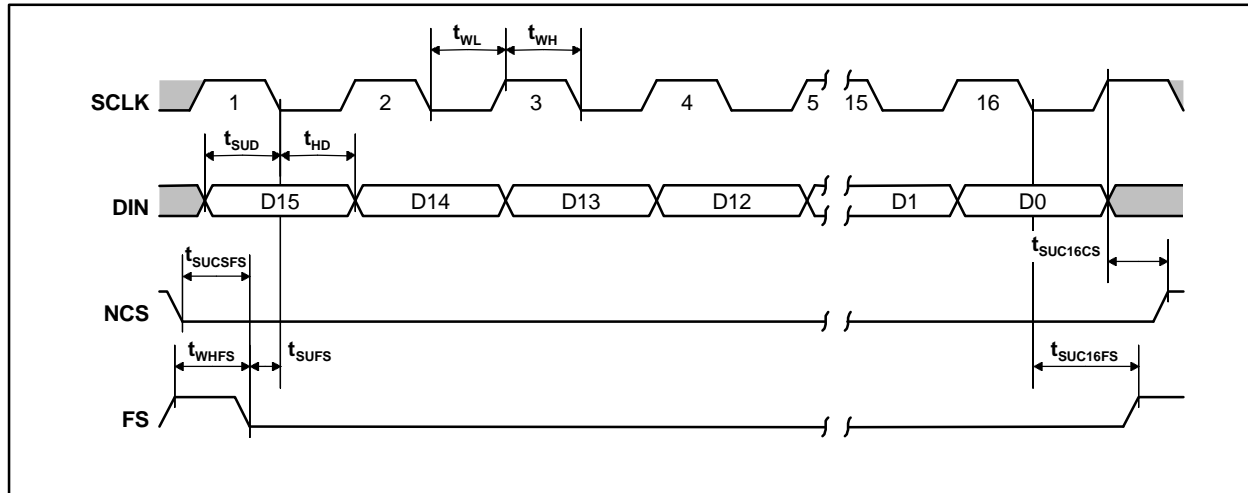 tWL tWH
SCLK 1 2 3 4 5 15 16
tSUD tHD
DIN D15 D14 D13 D12 D1 D0
tSUCSFS tSUC16CS
NCS
tWHFS tSUFS tSUC16FS
FS